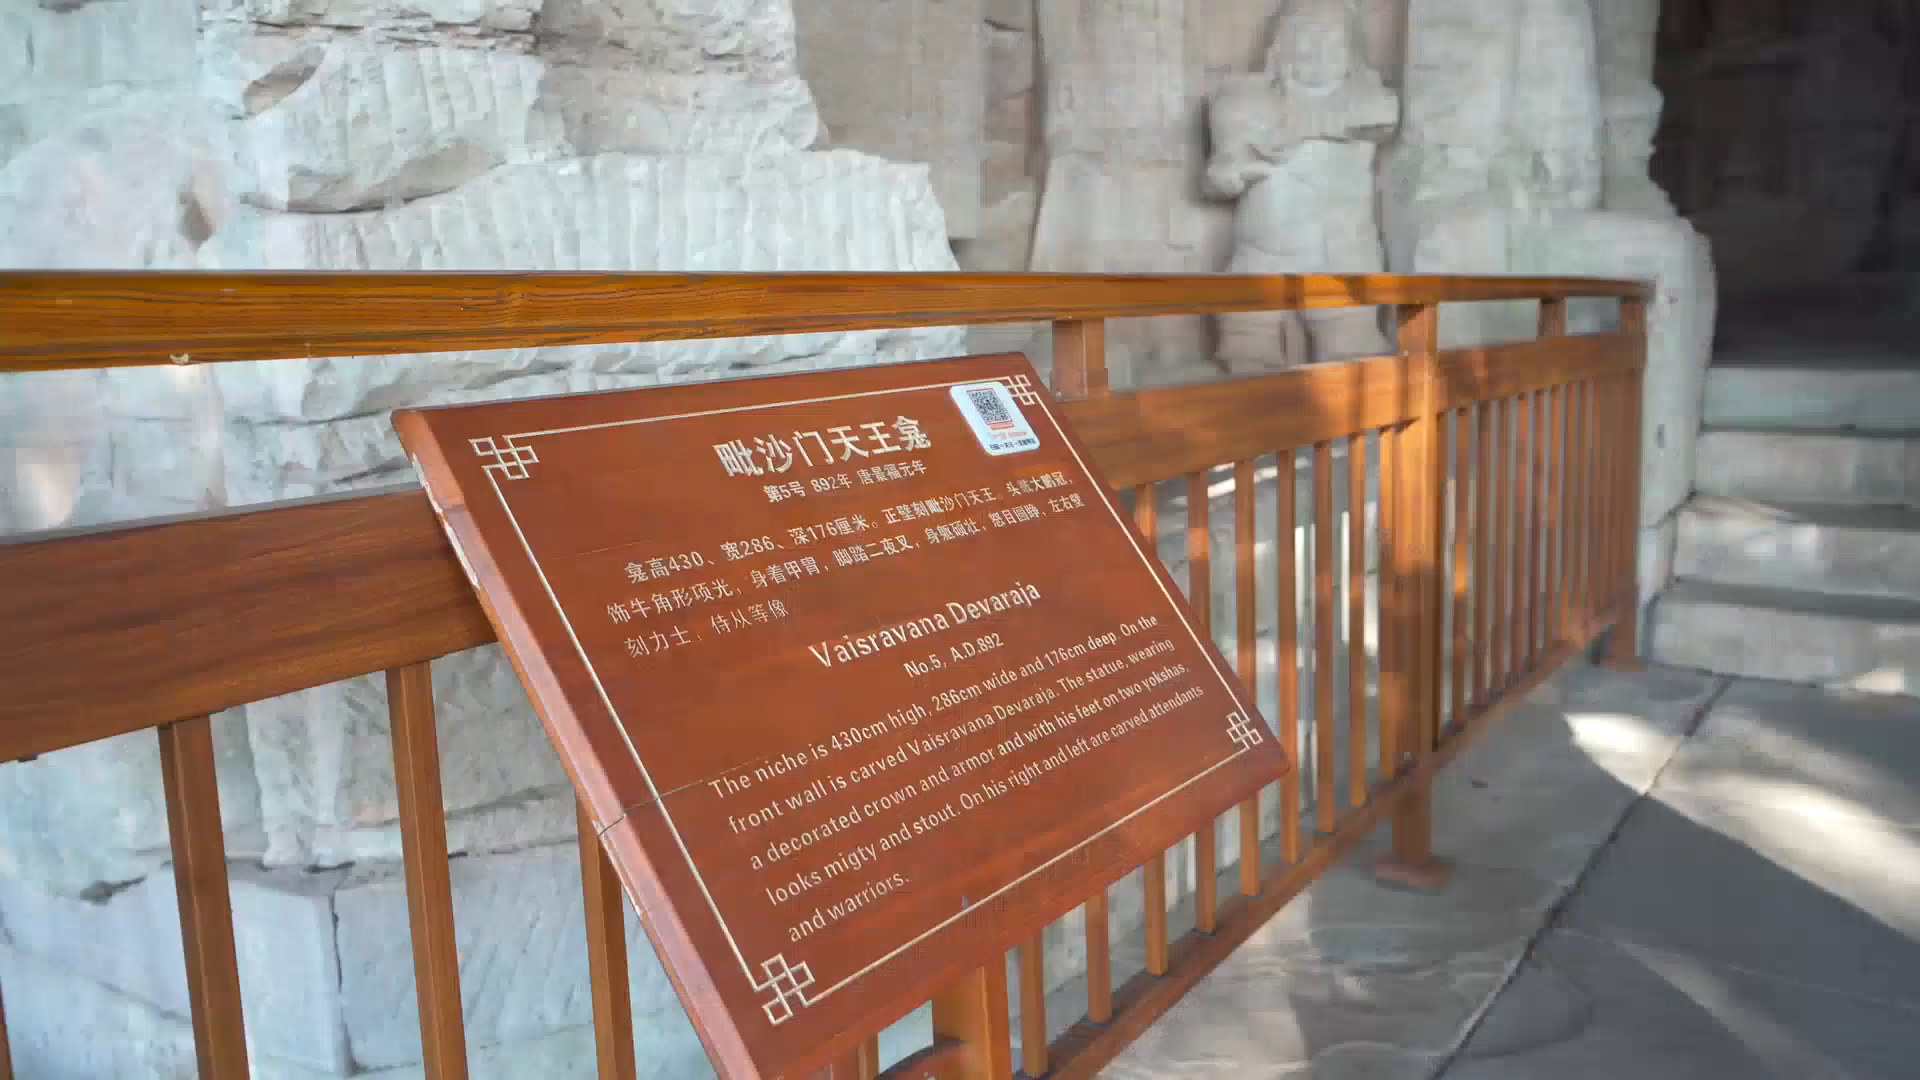 毗沙门天王龛
第5号 892年 唐景福元年
龛高430、宽286、深176厘米。正壁刻毗沙门天王。头戴大鹏冠，
饰牛角形项光，身着甲胄，脚踏二夜叉，身躯硕壮，怒目圆睁，左右壁
刻力士、侍从等像
Vaisravana Devaraja
No.5, A.D.892
The niche is 430cm high, 286cm wide and 176cm deep. On the
front wall is carved Vaisravana Devaraja. The statue, wearing
a decorated crown and armor and with his feet on two yokshas,
looks migty and stout. On his right and left are carved attendants
and warriors.